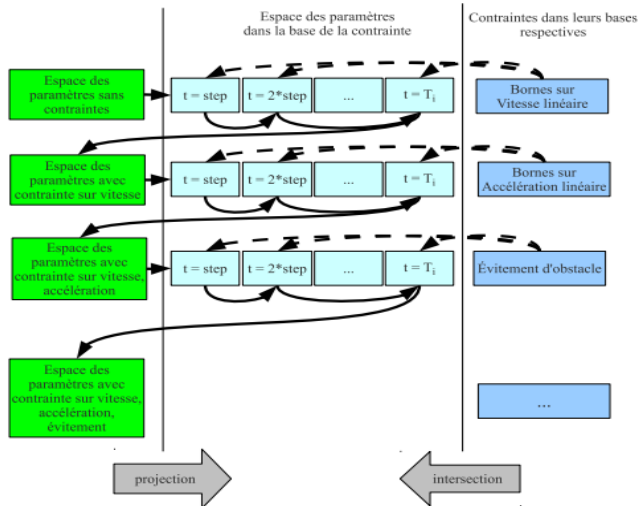 Espace des paramètres
dans la base de la contrainte
Contraintes dans leurs bases
respectives
Espace des
paramètres sans
contraintes
t = step
t = 2*step
...
t = Ti
Bornes sur
Vitesse linéaire
Espace des
paramètres avec
contrainte sur vitesse
t = step
t = 2*step
...
t = Ti
Bornes sur
Accélération linéaire
Espace des
paramètres avec
contrainte sur vitesse,
accélération
t = step
t = 2*step
...
t = Ti
Évitement d'obstacle
Espace des
paramètres avec
contrainte sur vitesse,
accélération,
évitement
...
projection
intersection